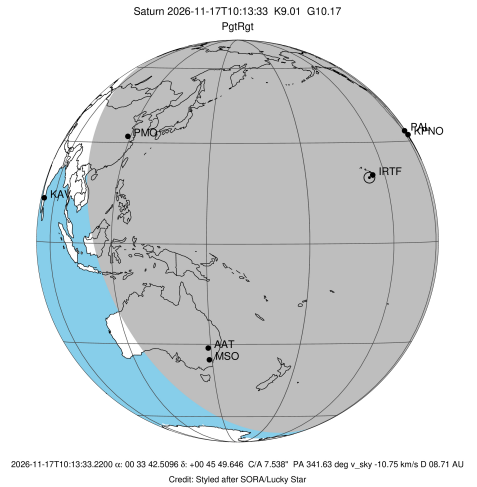 Saturn 2026-11-17T10:13:33 K9.01 G10.17
PgtRgt
PAL
KPNO
PMO
IRTF
KAV
AAT
MSO
2026-11-17T10:13:33.2200 α: 00 33 42.5096 δ: +00 45 49.646 C/A 7.538" PA 341.63 deg v_sky -10.75 km/s D 08.71 AU
Credit: Styled after SORA/Lucky Star